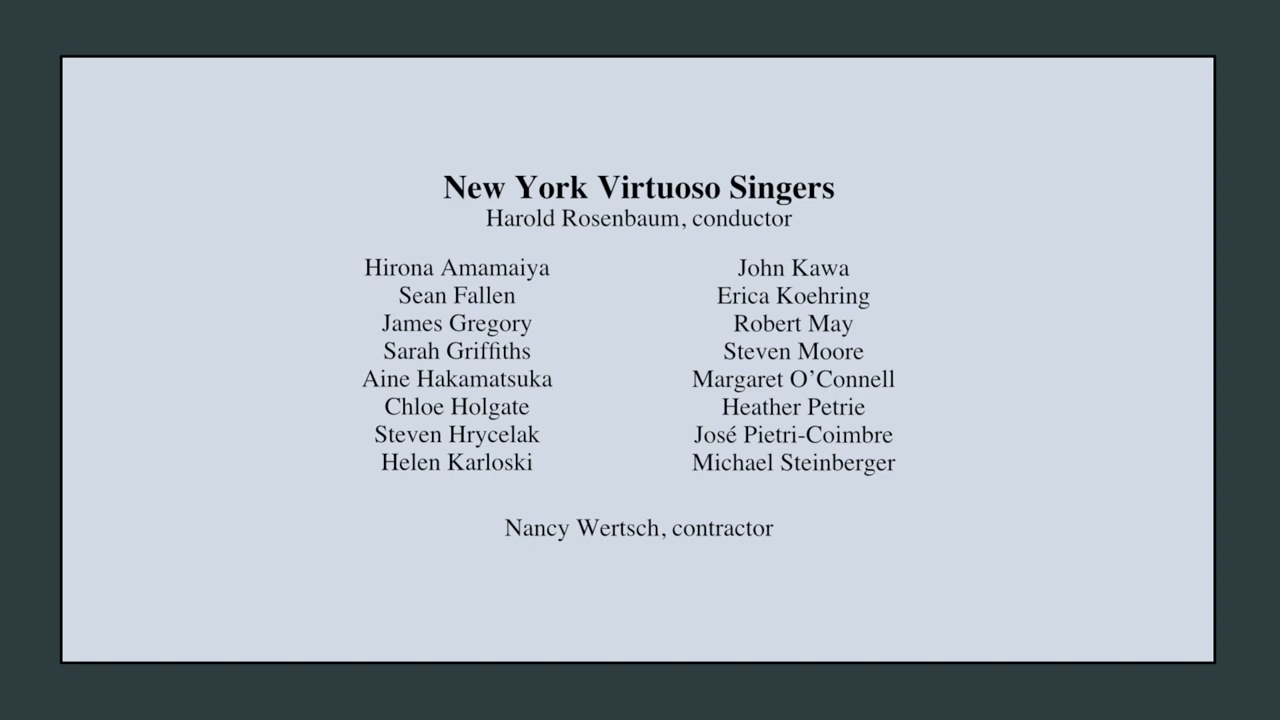 New York Virtuoso Singers
Harold Rosenbaum, conductor
Hirona Amamaiya
Sean Fallen
James Gregory
Sarah Griffiths
Aine Hakamatsuka
Chloe Holgate
Steven Hrycelak
Helen Karloski
John Kawa
Erica Koehring
Robert May
Steven Moore
Margaret O’Connell
Heather Petrie
José Pietri-Coimbre
Michael Steinberger
Nancy Wertsch, contractor